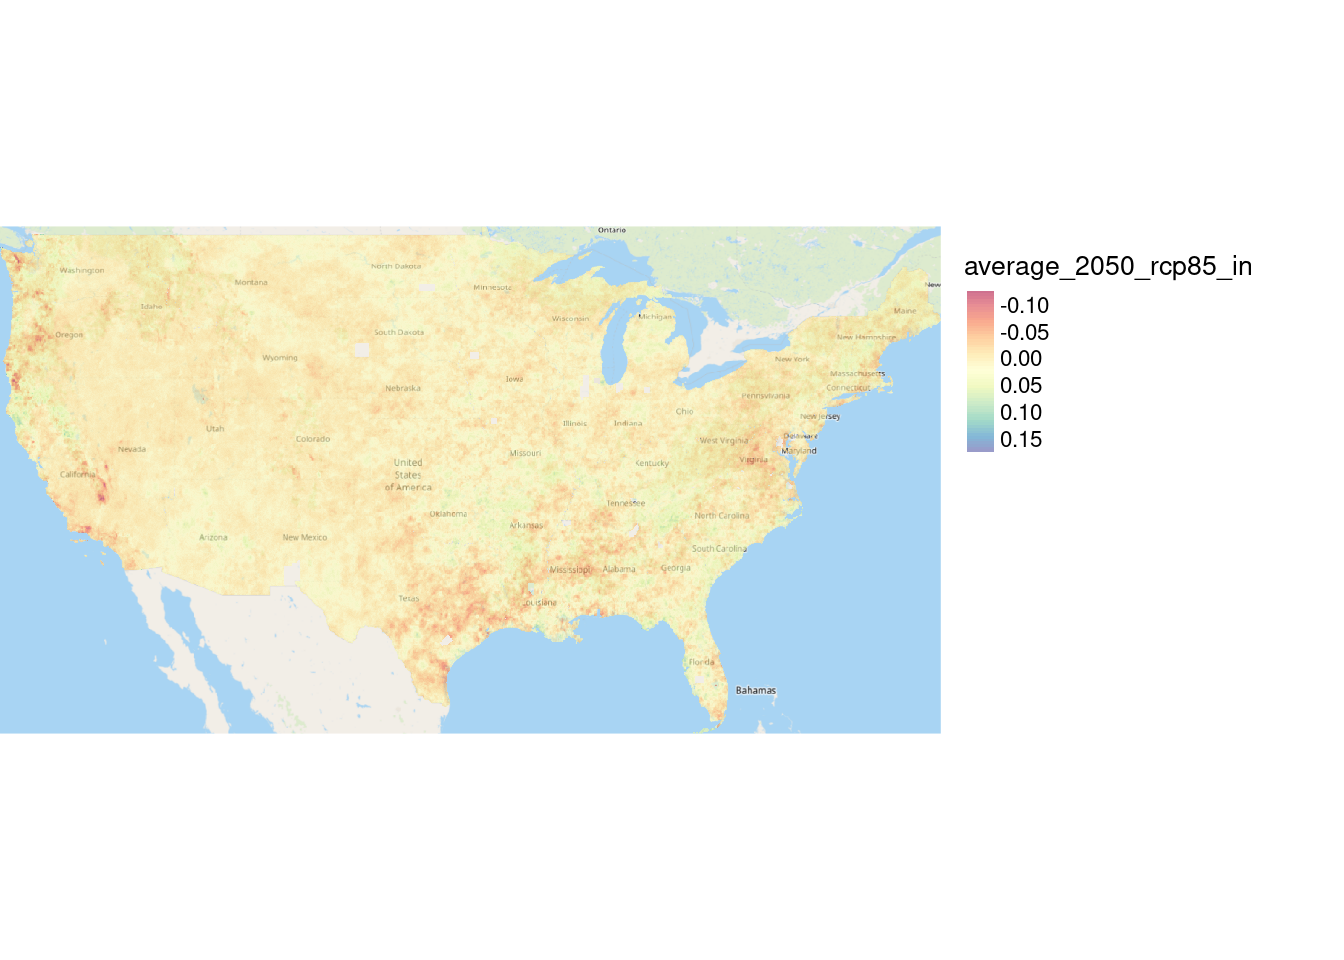 Ontario
Washington
North Dakota
Montana
Minnesota
New
Idaho
Oregon
Wisconsin
Michigan
Maine
South Dakota
New Hampshire
Wyoming
New York
Iowa
Massachusetts
Nebraska
Connecticut
Pennsylvania
Ohio
New Jersey
Utah
Illinois
Indiana
Colorado
West Virginia
Delaware
Nevada
Missouri
Maryland
United
States
of America
Kentucky
Virginia
California
Tennessee
Oklahoma
North Carolina
Arkansas
Arizona
New Mexico
South Carolina
Mississippi
Alabama
Georgia
Texas
Louisiana
Florida
Bahamas
average_2050_rcp85_in
-0.10
-0.05
0.00
0.05
0.10
0.15